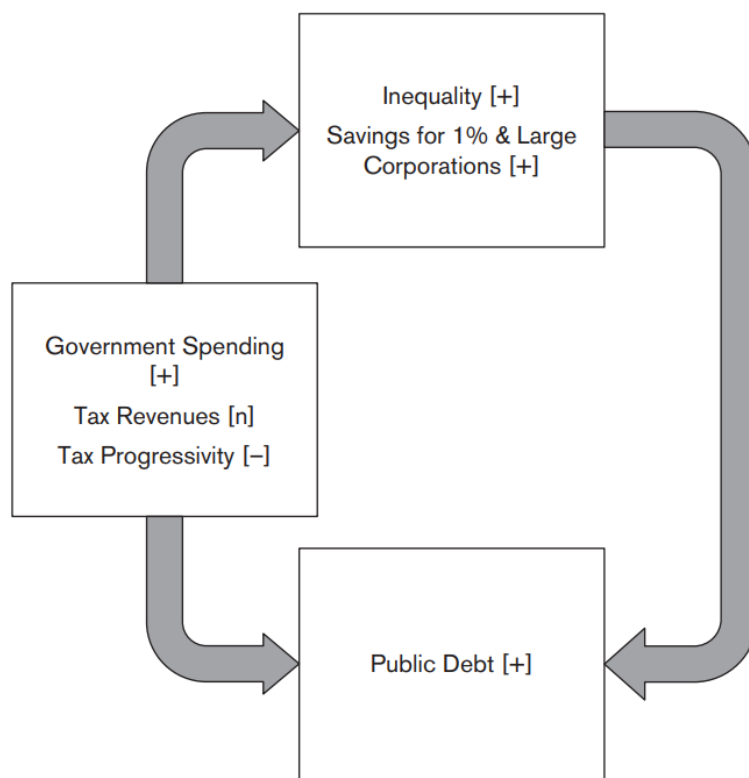 Inequality [+]
Savings for 1% & Large
Corporations [+]
Government Spending
[+]
Tax Revenues [n]
Tax Progressivity [–]
Public Debt [+]